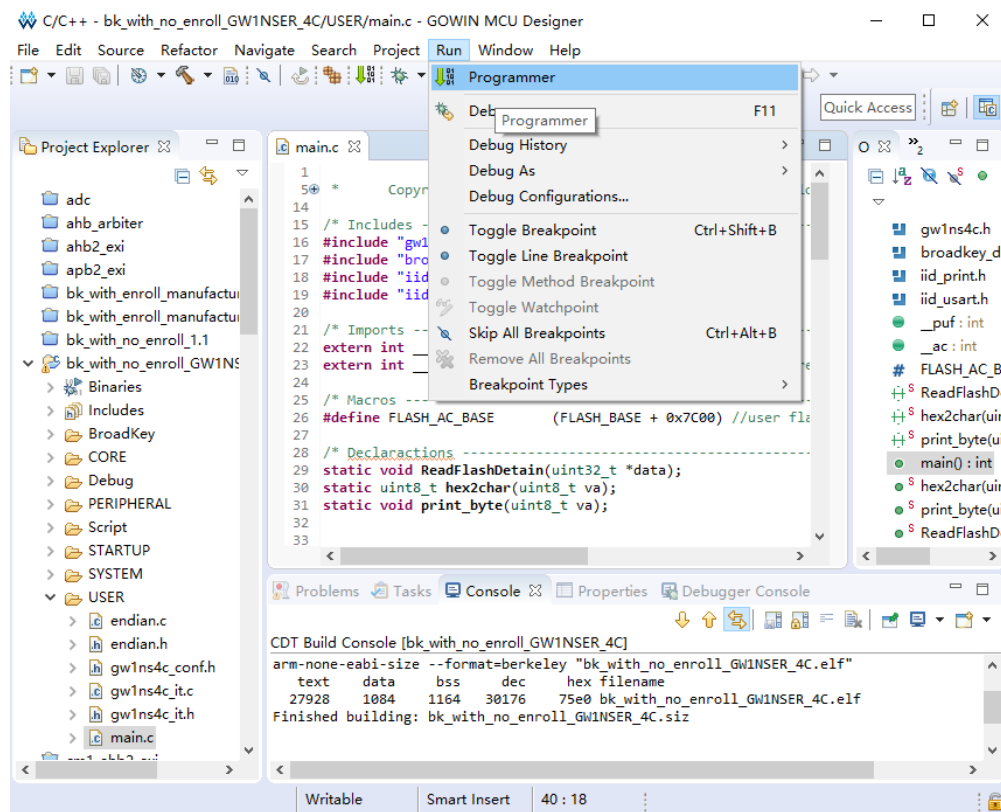 C/C++ - bk_with_no_enroll_GW1NSER_4C/USER/main.c - GOWIN MCU Designer
File Edit Source Refactor Navigate Search Project Run Window Help
Programmer
F11
Programmer
Debug History
Debug As
Debug Configurations...
Toggle Breakpoint Ctrl+Shift+B
Toggle Line Breakpoint
Toggle Method Breakpoint
Toggle Watchpoint
Skip All Breakpoints Ctrl+Alt+B
Remove All Breakpoints
Breakpoint Types
Quick Access
Project Explorer
adc
ahb_arbiter
ahb2_exi
apb2_exi
bk_with_enroll_manufactu
bk_with_enroll_manufactu
bk_with_no_enroll_1.1
bk_with_no_enroll_GW1NS
Binaries
Includes
BroadKey
CORE
Debug
PERIPHERAL
Script
STARTUP
SYSTEM
USER
endian.c
endian.h
gw1ns4c_conf.h
gw1ns4c_it.c
gw1ns4c_it.h
main.c
main.c
1
5 * Copyr
14
15 /* Includes -
16 #include "gw1
17 #include "bro
18 #include "iid
19 #include "iid
20
21 /* Imports --
22 extern int __
23 extern int __
24
25 /* Macros ---
26 #define FLASH_AC_BASE (FLASH_BASE + 0x7C00) //user fla
27
28 /* Declaractions ------------------------------------------
29 static void ReadFlashDetain(uint32_t *data);
30 static uint8_t hex2char(uint8_t va);
31 static void print_byte(uint8_t va);
32
33
O 2
gw1ns4c.h
broadkey_d
iid_print.h
iid_usart.h
__puf : int
__ac : int
# FLASH_AC_B
S ReadFlashDe
S hex2char(uin
S print_byte(ui
main() : int
S hex2char(uin
S print_byte(ui
S ReadFlashDe
Problems Tasks Console Properties Debugger Console
CDT Build Console [bk_with_no_enroll_GW1NSER_4C]
arm-none-eabi-size --format=berkeley "bk_with_no_enroll_GW1NSER_4C.elf"
text data bss dec hex filename
27928 1084 1164 30176 75e0 bk_with_no_enroll_GW1NSER_4C.elf
Finished building: bk_with_no_enroll_GW1NSER_4C.siz
Writable Smart Insert 40 : 18